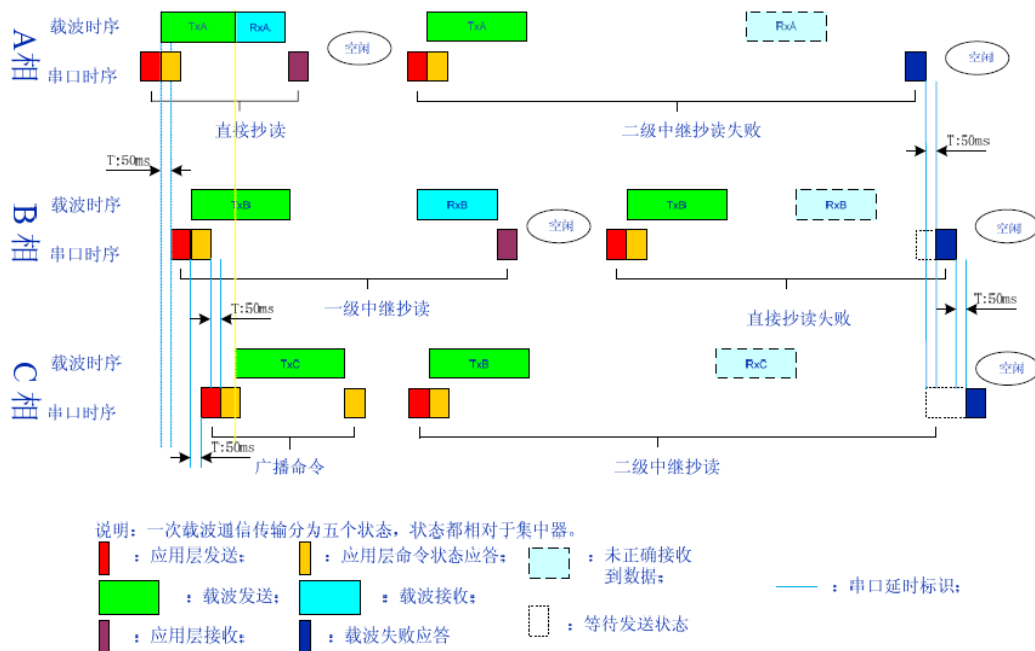 A相
载波时序
TxA
RxA
空闲
TxA
RxA
串口时序
空闲
直接抄读
二级中继抄读失败
T:50ms
T:50ms
B相
载波时序
TxB
RxB
空闲
TxB
RxB
空闲
串口时序
一级中继抄读
直接抄读失败
T:50ms
T:50ms
C相
载波时序
TxC
TxB
RxC
空闲
串口时序
T:50ms
广播命令
二级中继抄读
说明：一次载波通信传输分为五个状态，状态都相对于集中器。
：应用层发送；
：应用层命令状态应答；
：未正确接收
到数据；
：载波发送；
：载波接收；
：串口延时标识；
：应用层接收；
：载波失败应答
：等待发送状态